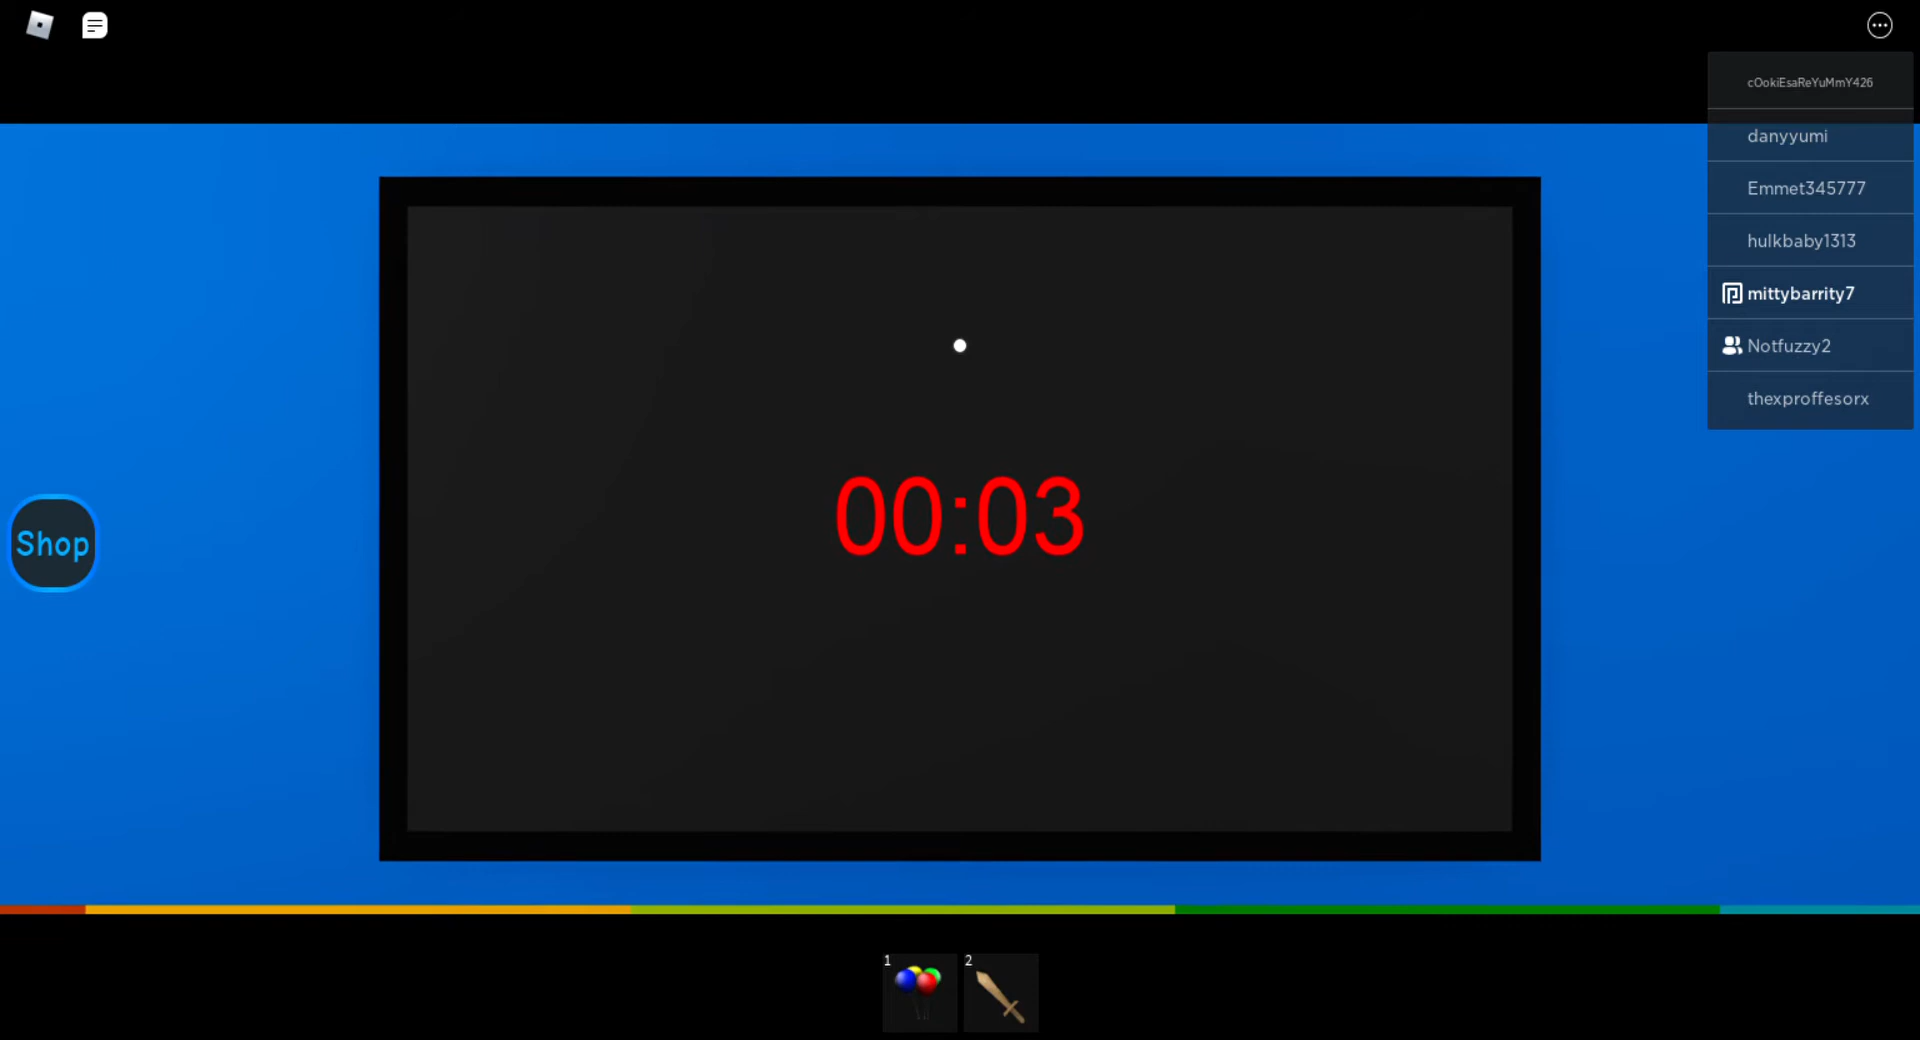 cOokiEsaReYuMmY426
danyyumi
Emmet345777
hulkbaby1313
mittybarrity7
Notfuzzy2
thexproffesorx
00:03
Shop
1
2